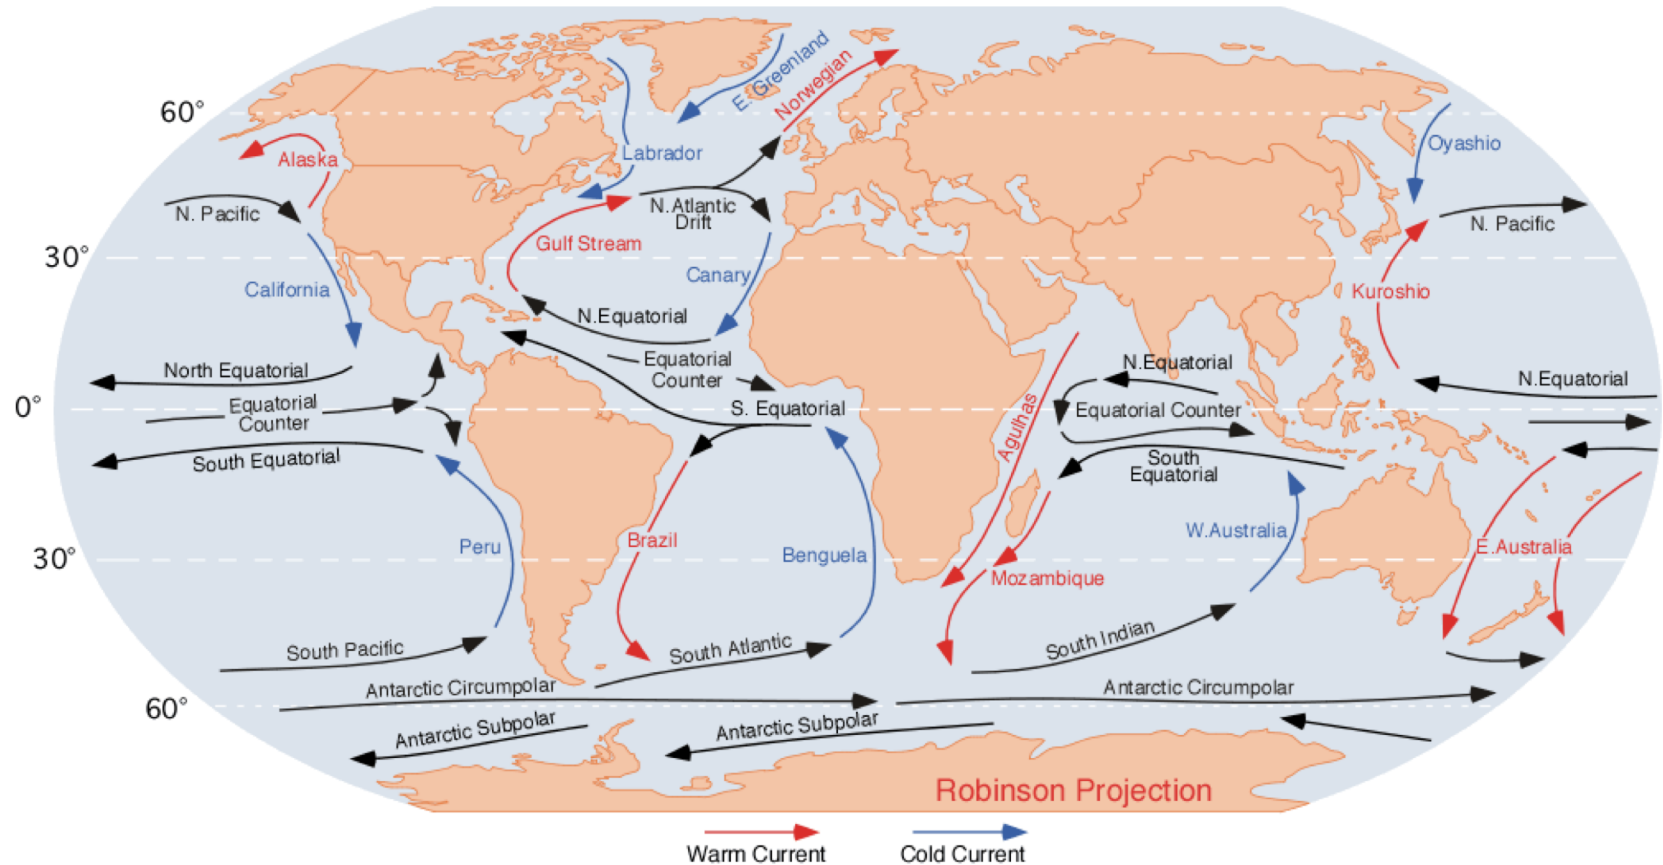 60°
30°
0°
30°
60°
E. Greenland
Norwegian
Alaska
Labrador
Oyashio
N. Pacific
N.Atlantic
Drift
N. Pacific
Gulf Stream
California
Canary
Kuroshio
N.Equatorial
North Equatorial
Equatorial
Counter
N.Equatorial
N.Equatorial
Equatorial
Counter
S. Equatorial
Agulhas
Equatorial Counter
South Equatorial
South
Equatorial
Peru
Brazil
Benguela
W.Australia
E.Australia
Mozambique
South Pacific
South Atlantic
South Indian
Antarctic Circumpolar
Antarctic Circumpolar
Antarctic Subpolar
Antarctic Subpolar
Robinson Projection
Warm Current
Cold Current